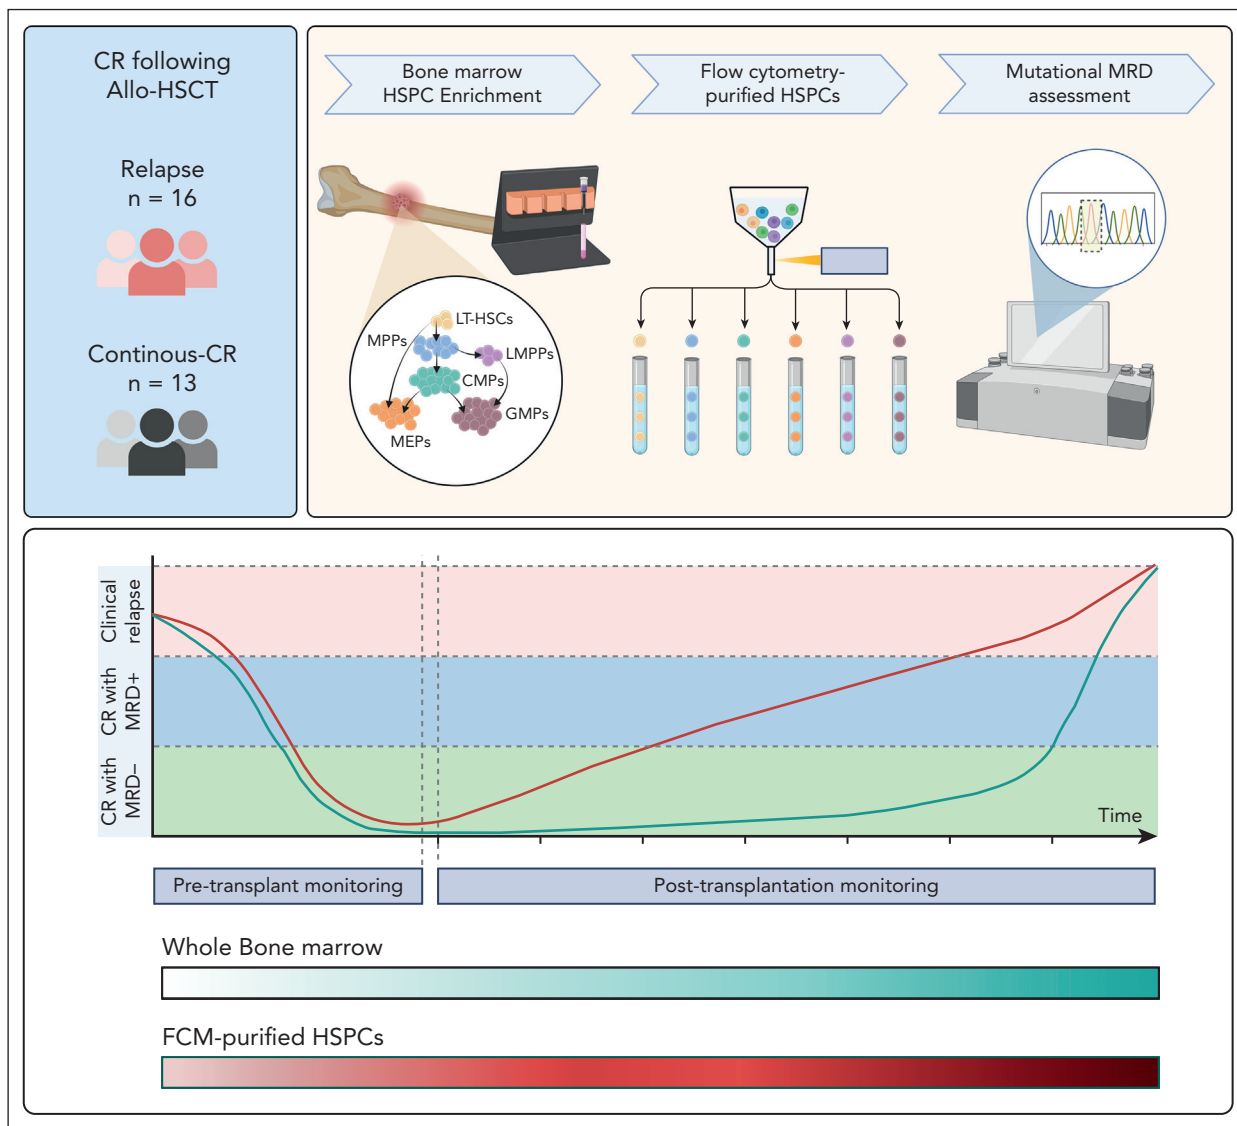 CR following
Allo-HSCT
Relapse
n = 16
Continous-CR
n = 13
Bone marrow
HSPC Enrichment
Flow cytometry-
purified HSPCs
Mutational MRD
assessment
LT-HSCs
MPPs
LMPPs
CMPs
GMPs
MEPs
Clinical
relapse
CR with
MRD+
CR with
MRD–
Time
Pre-transplant monitoring
Post-transplantation monitoring
Whole Bone marrow
FCM-purified HSPCs